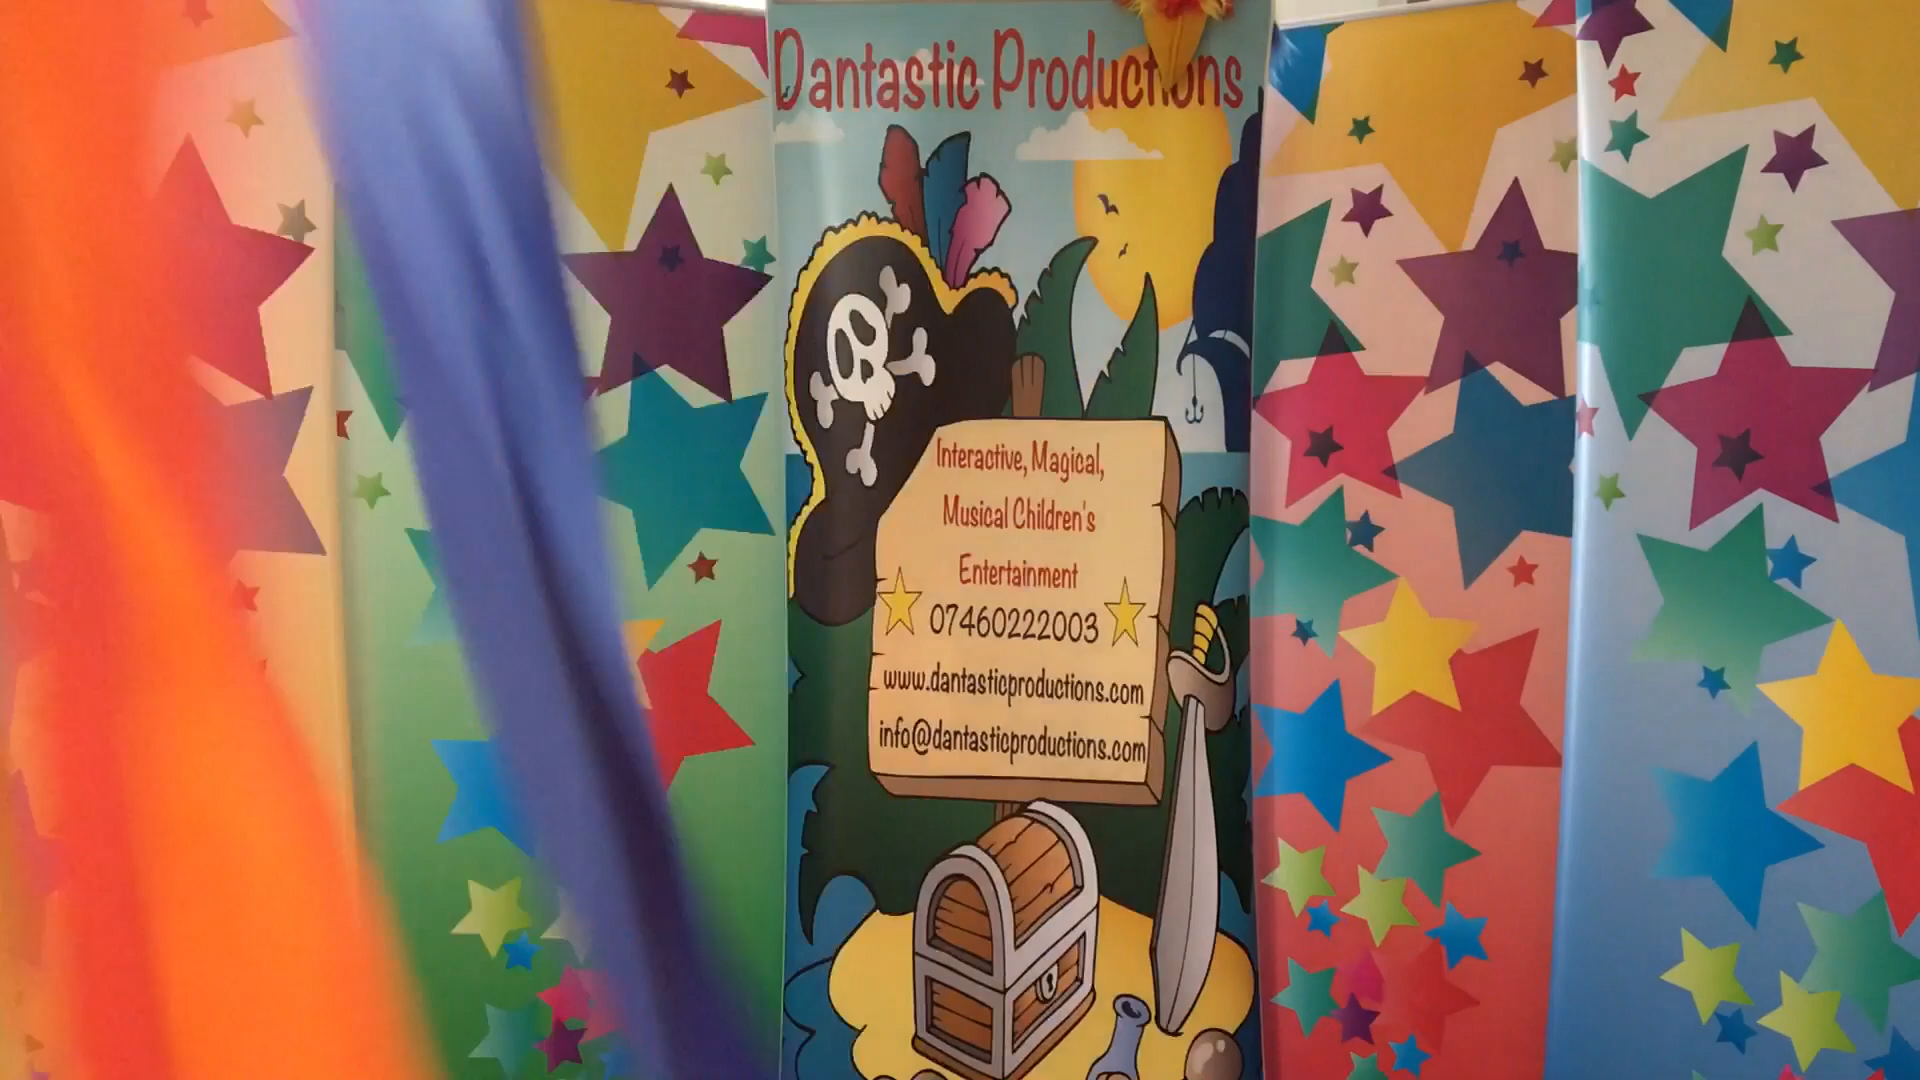 Dantastic Productions
Interactive, Magical,
Musical Children's
Entertainment
07460222003
www.dantasticproductions.com
info@dantasticproductions.com